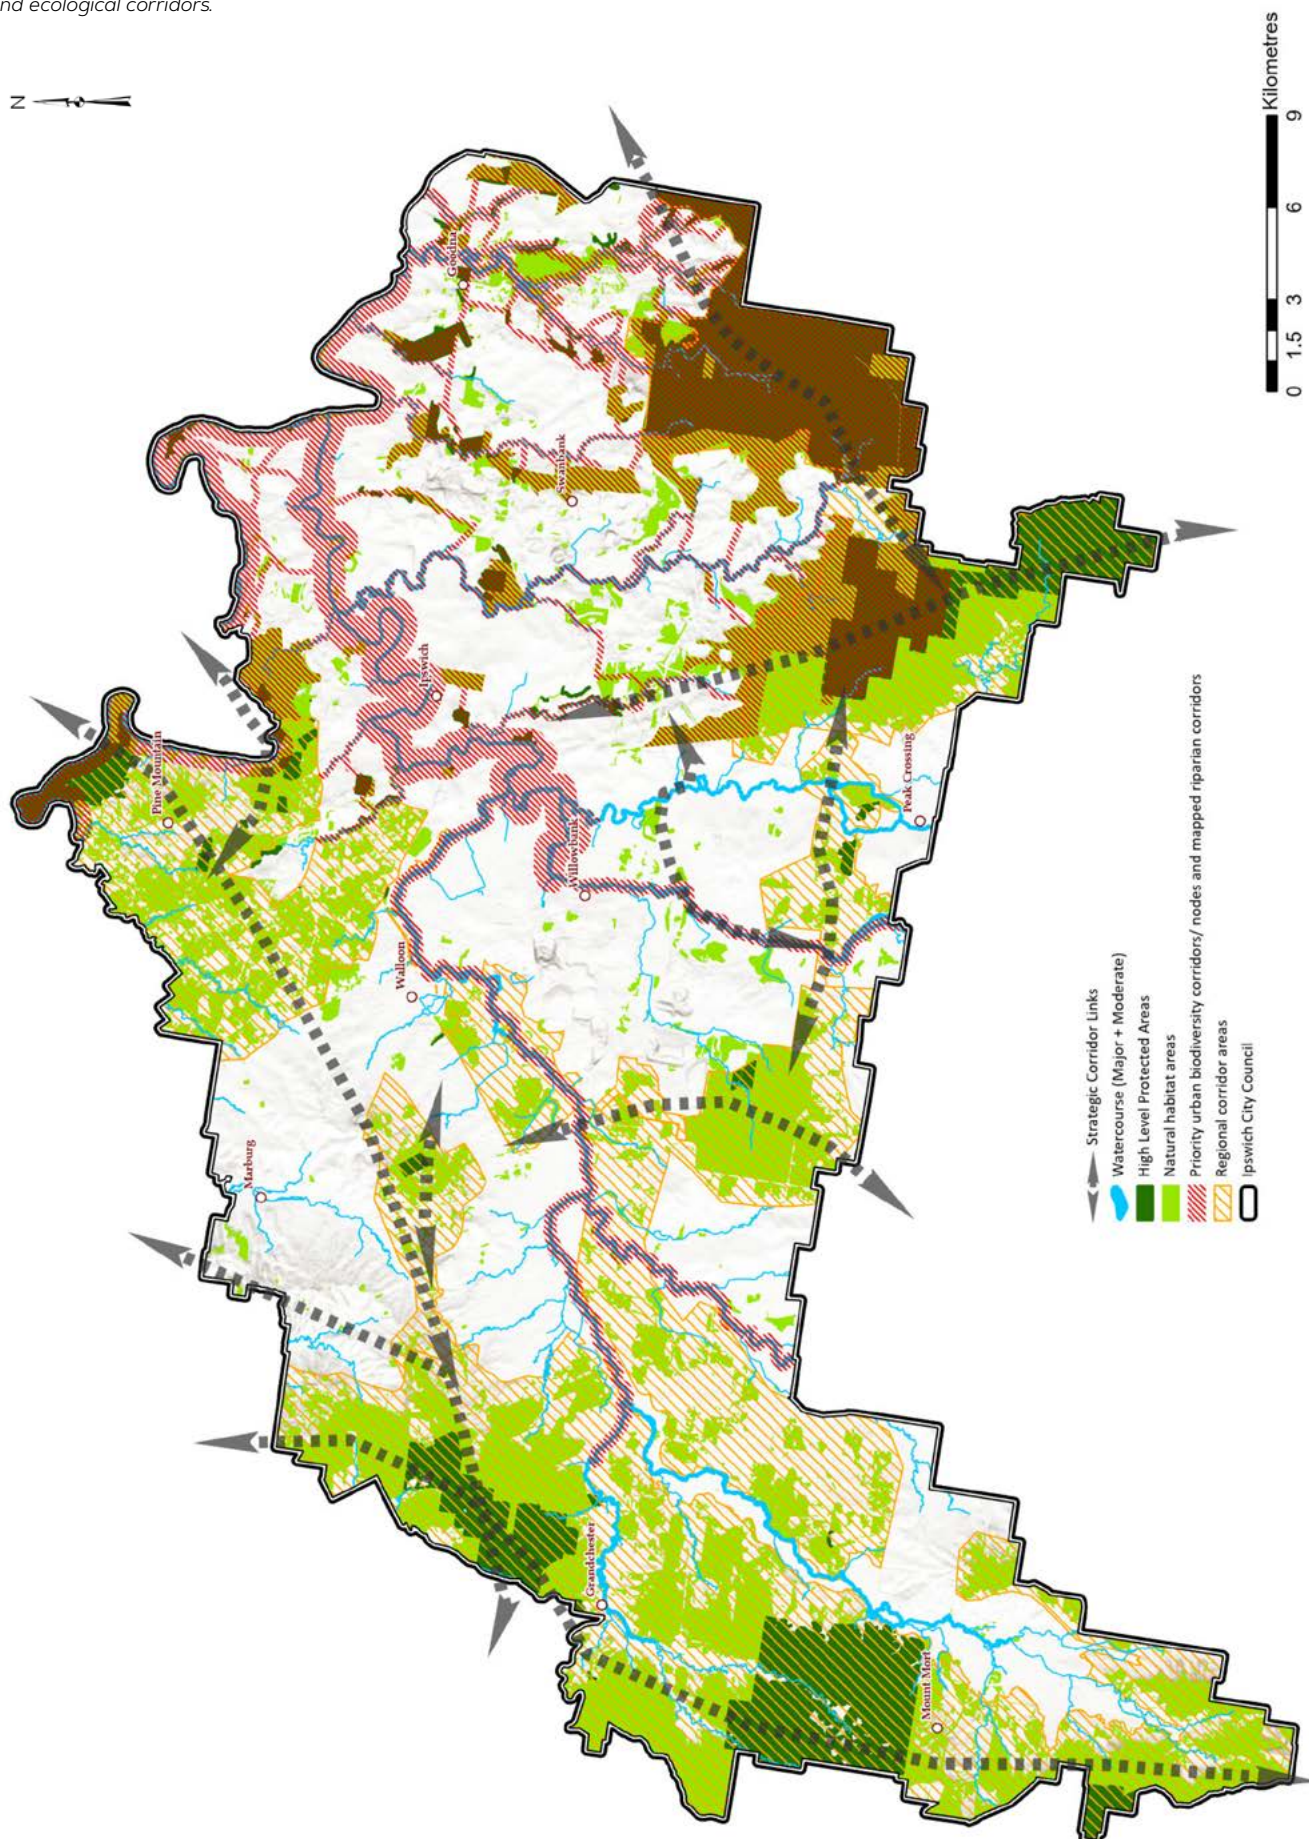 nd ecological corridors.
N
Pine Mountain
Goodna
Ipswich
Swanbank
Marburg
Walloon
Willowbank
Peak Crossing
Grandchester
Mount Mort
Strategic Corridor Links
Watercourse (Major + Moderate)
High Level Protected Areas
Natural habitat areas
Priority urban biodiversity corridors/ nodes and mapped riparian corridors
Regional corridor areas
Ipswich City Council
0 1.5 3 6 9
Kilometres